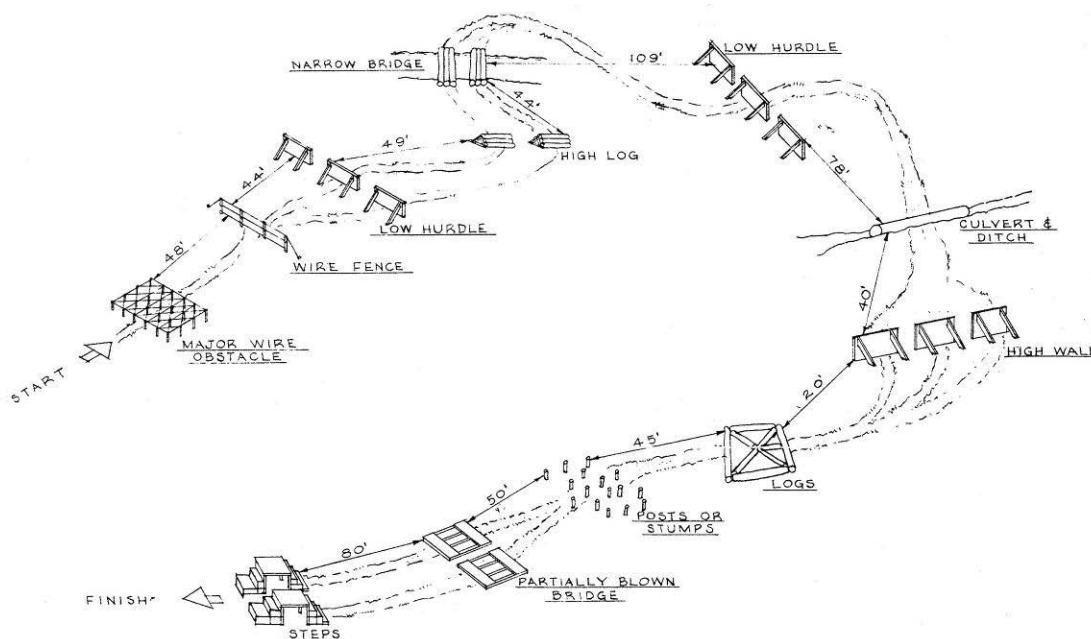 START
MAJOR WIRE
OBSTACLE
48'
WIRE FENCE
44'
LOW HURDLE
49'
HIGH LOG
44'
NARROW BRIDGE
109'
LOW HURDLE
78'
CULVERT &
DITCH
40'
HIGH WALL
20'
LOGS
45'
POSTS OR
STUMPS
50'
PARTIALLY BLOWN
BRIDGE
80'
STEPS
FINISH